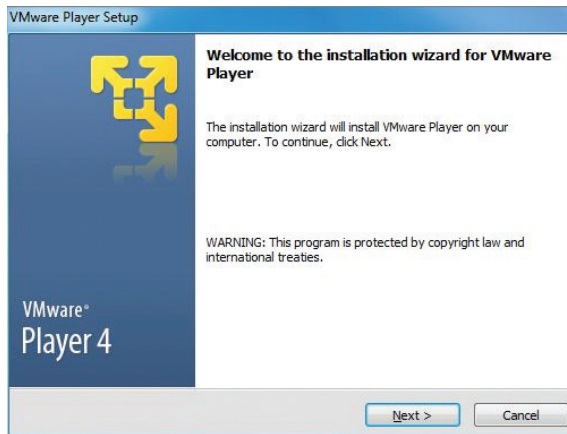 VMware Player Setup
Welcome to the installation wizard for VMware
Player
The installation wizard will install VMware Player on your
computer. To continue, click Next.
WARNING: This program is protected by copyright law and
international treaties.
VMware®
Player 4
Next >
Cancel